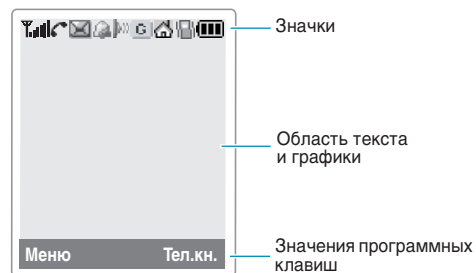 G
Значки
Область текста
и графики
Меню
Тел.кн.
Значения программных
клавиш